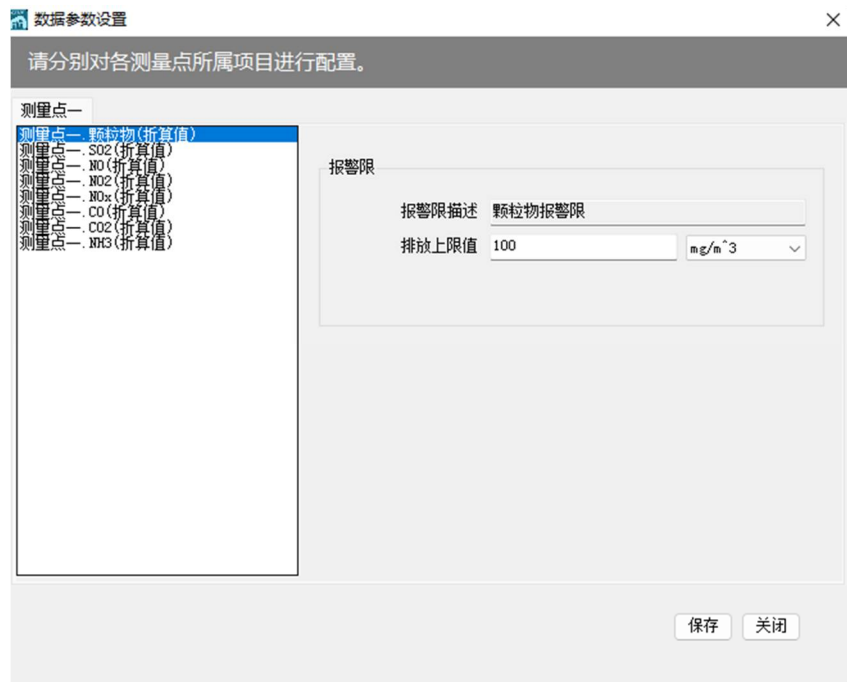 数据参数设置
请分别对各测量点所属项目进行配置。
测量点一
测量点一.颗粒物(折算值)
测量点一.SO2(折算值)
测量点一.NO(折算值)
测量点一.NO2(折算值)
测量点一.NOx(折算值)
测量点一.CO(折算值)
测量点一.CO2(折算值)
测量点一.NH3(折算值)
报警限
报警限描述 颗粒物报警限
排放上限值 100 mg/m^3
保存 关闭